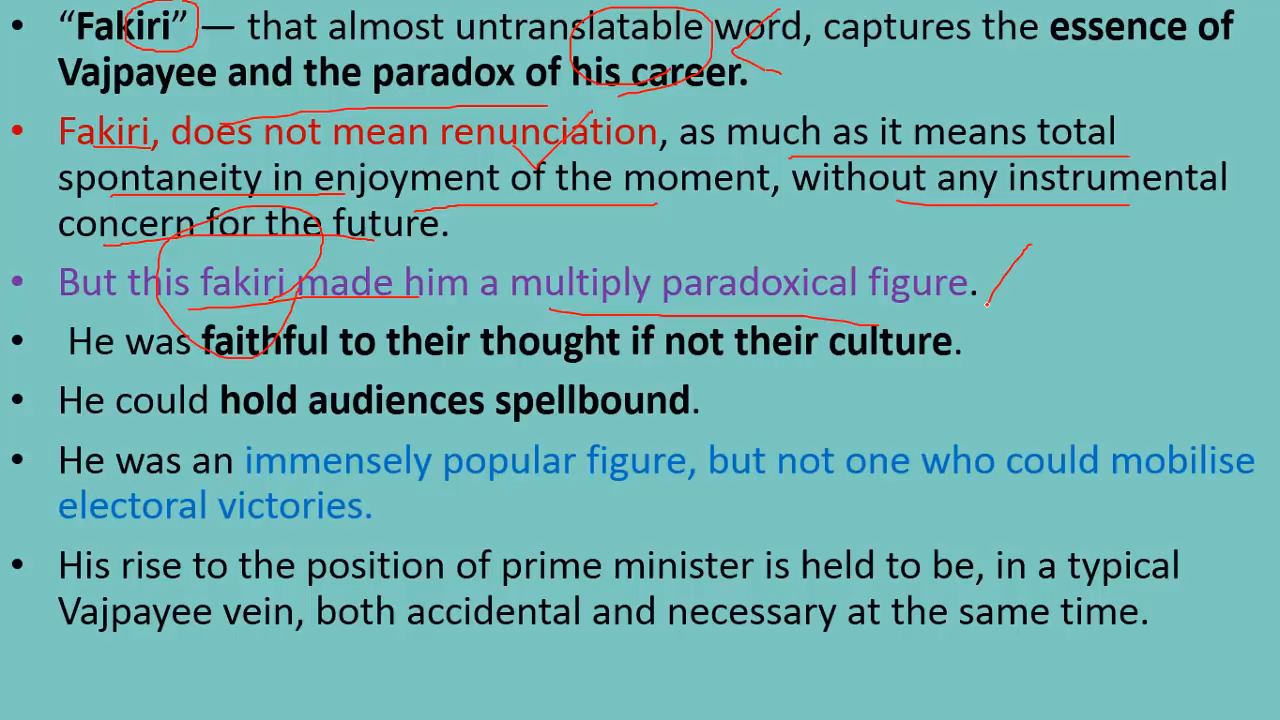 • “Fakiri” — that almost untranslatable word, captures the essence of
Vajpayee and the paradox of his career.
• Fakiri, does not mean renunciation, as much as it means total
spontaneity in enjoyment of the moment, without any instrumental
concern for the future.
• But this fakiri made him a multiply paradoxical figure.
• He was faithful to their thought if not their culture.
• He could hold audiences spellbound.
• He was an immensely popular figure, but not one who could mobilise
electoral victories.
• His rise to the position of prime minister is held to be, in a typical
Vajpayee vein, both accidental and necessary at the same time.